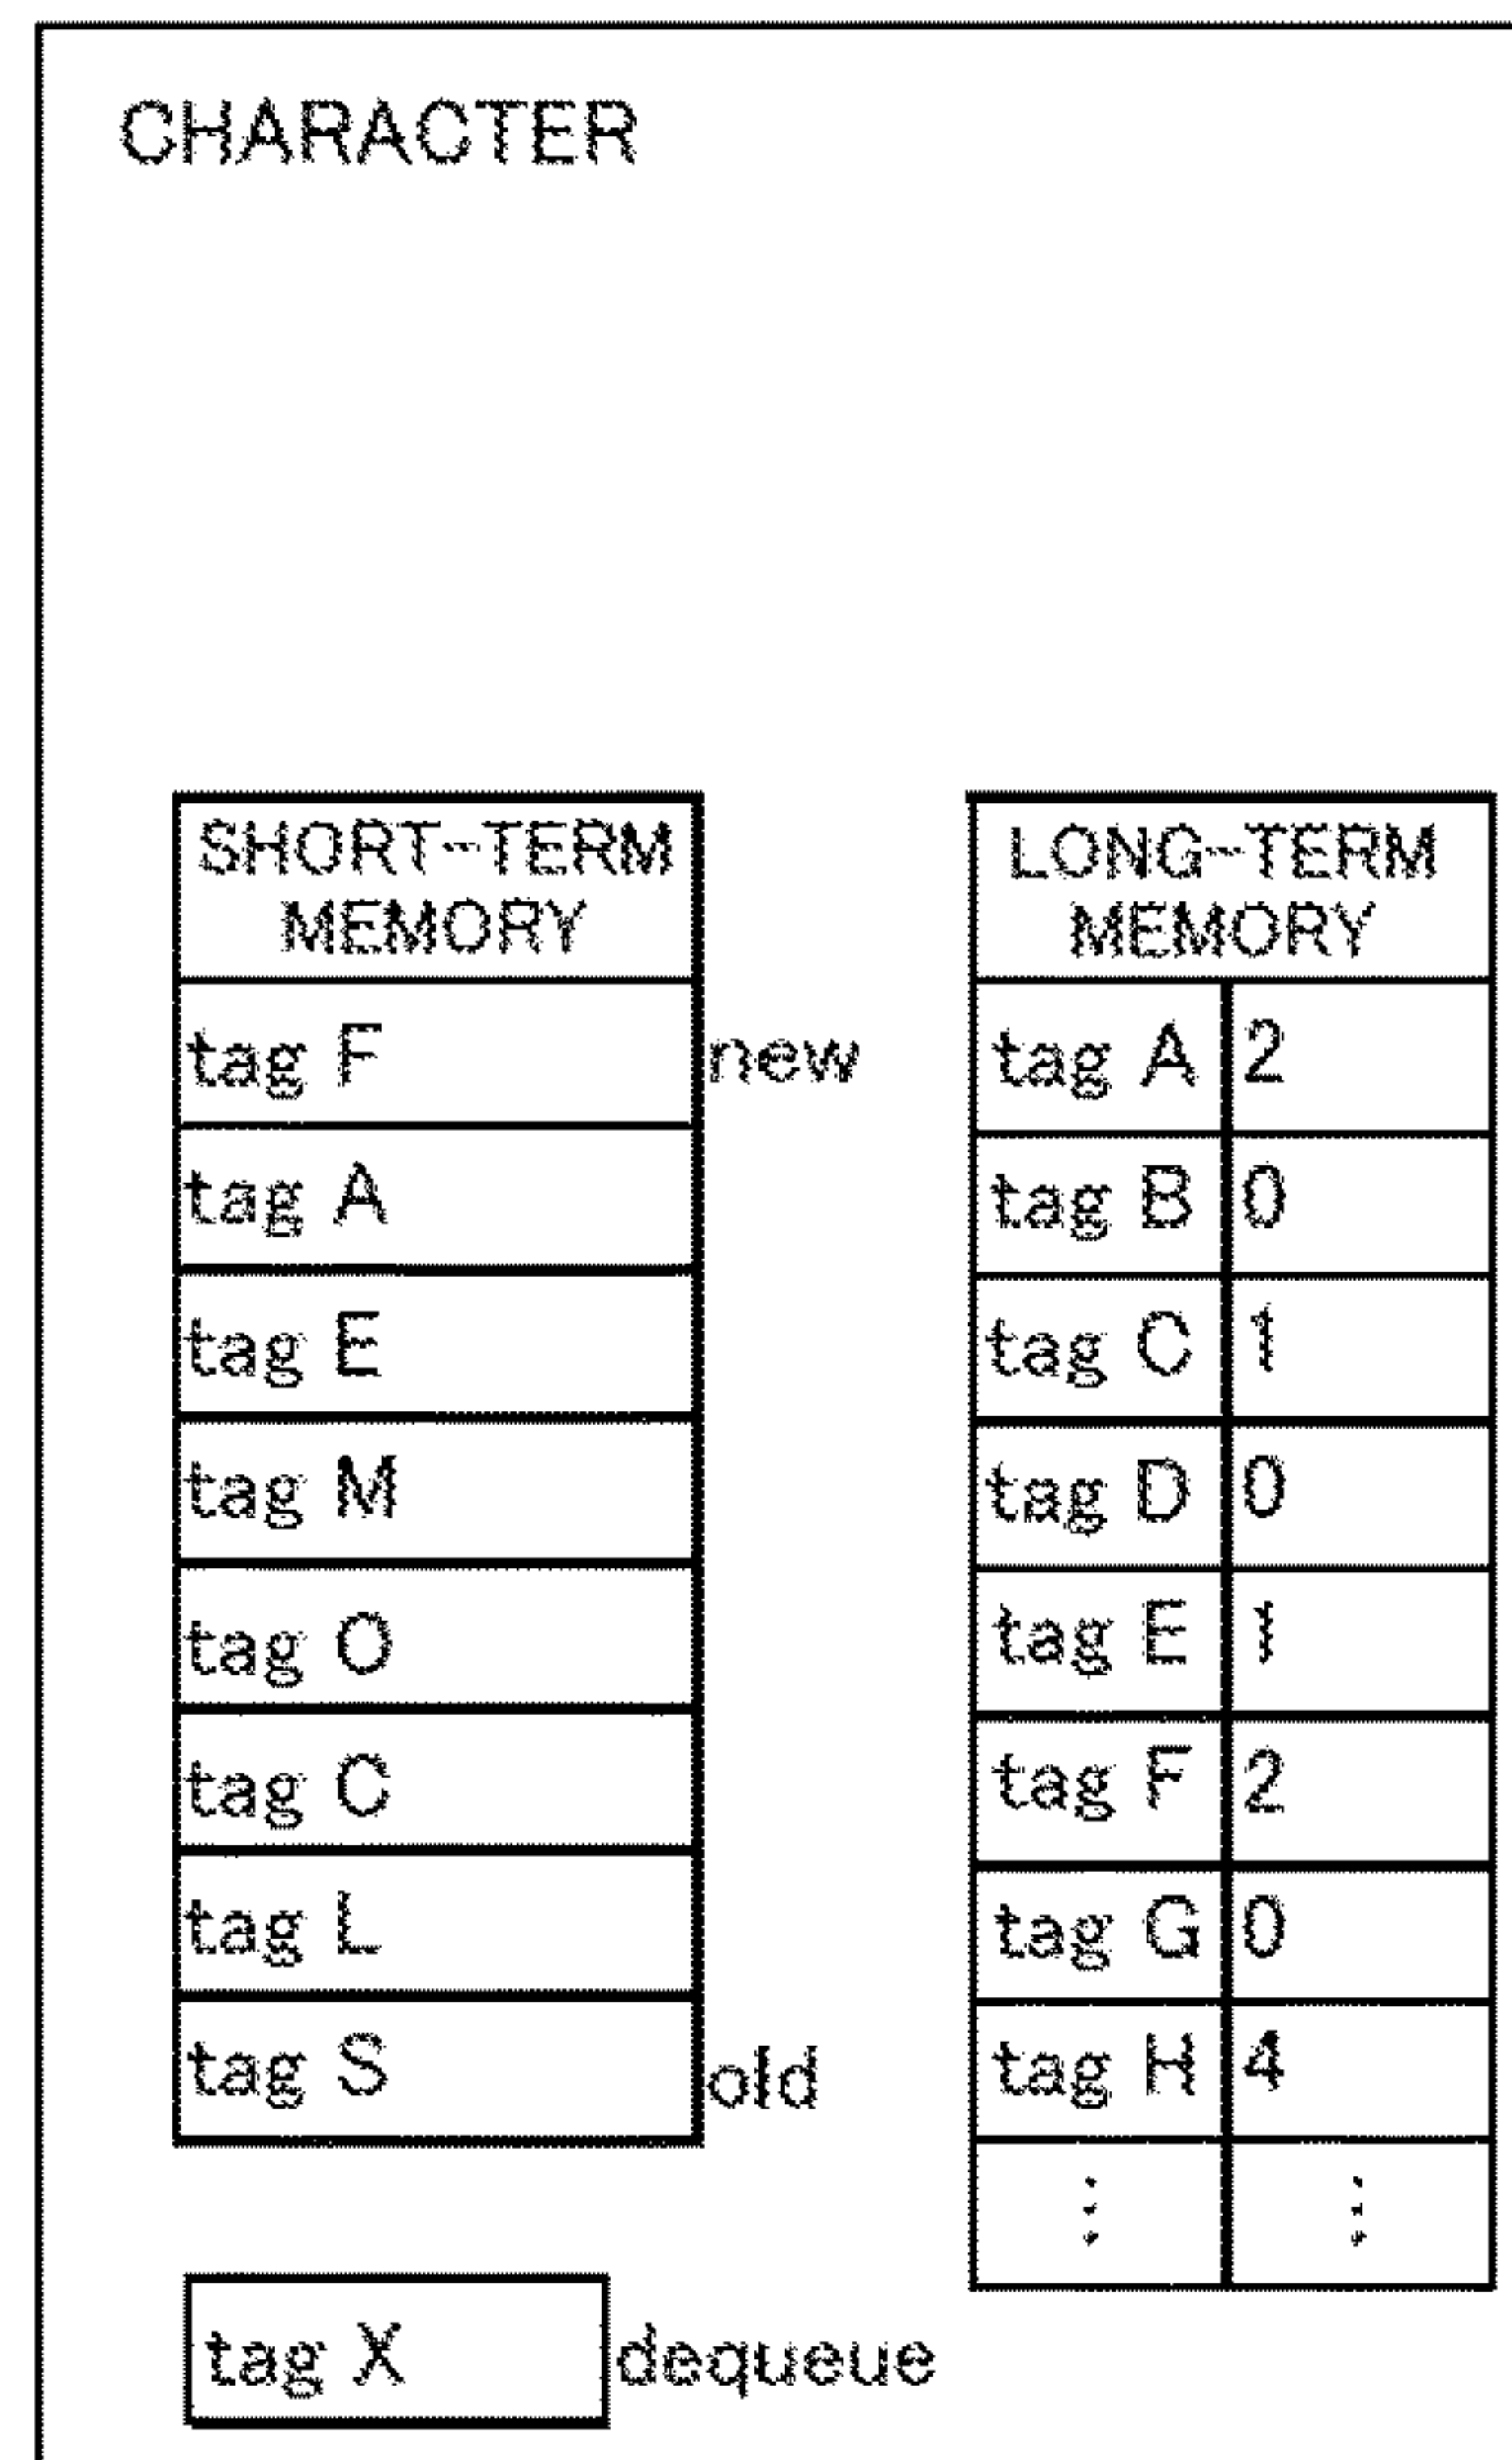 CHARACTER
SHORT-TERM
MEMORY
tag F new
tag A
tag E
tag M
tag O
tag C
tag L
tag S old
tag X dequeue
LONG-TERM
MEMORY
tag A 2
tag B 0
tag C 1
tag D 0
tag E 1
tag F 2
tag G 0
tag H 4
⋮ ⋮